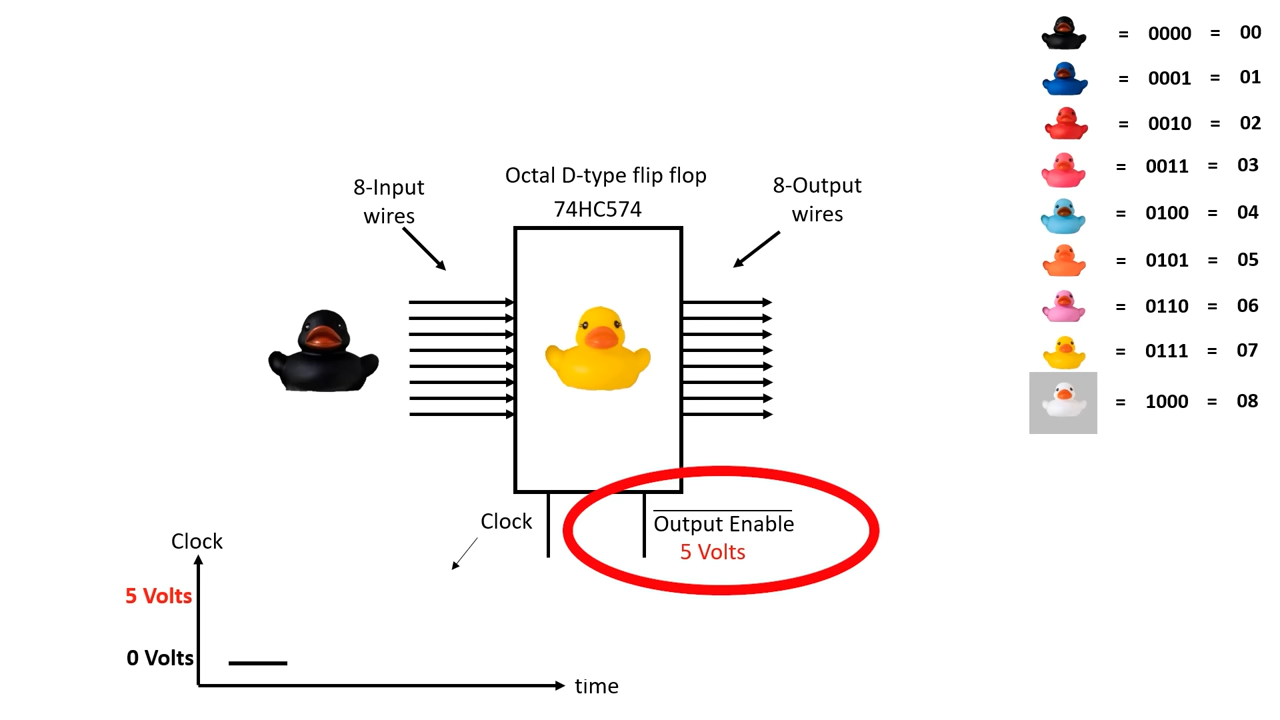 = 0000 = 00
= 0001 = 01
= 0010 = 02
= 0011 = 03
= 0100 = 04
= 0101 = 05
= 0110 = 06
= 0111 = 07
= 1000 = 08
Octal D-type flip flop
74HC574
8-Input
wires
8-Output
wires
Clock
Output Enable
5 Volts
Clock
5 Volts
0 Volts
time